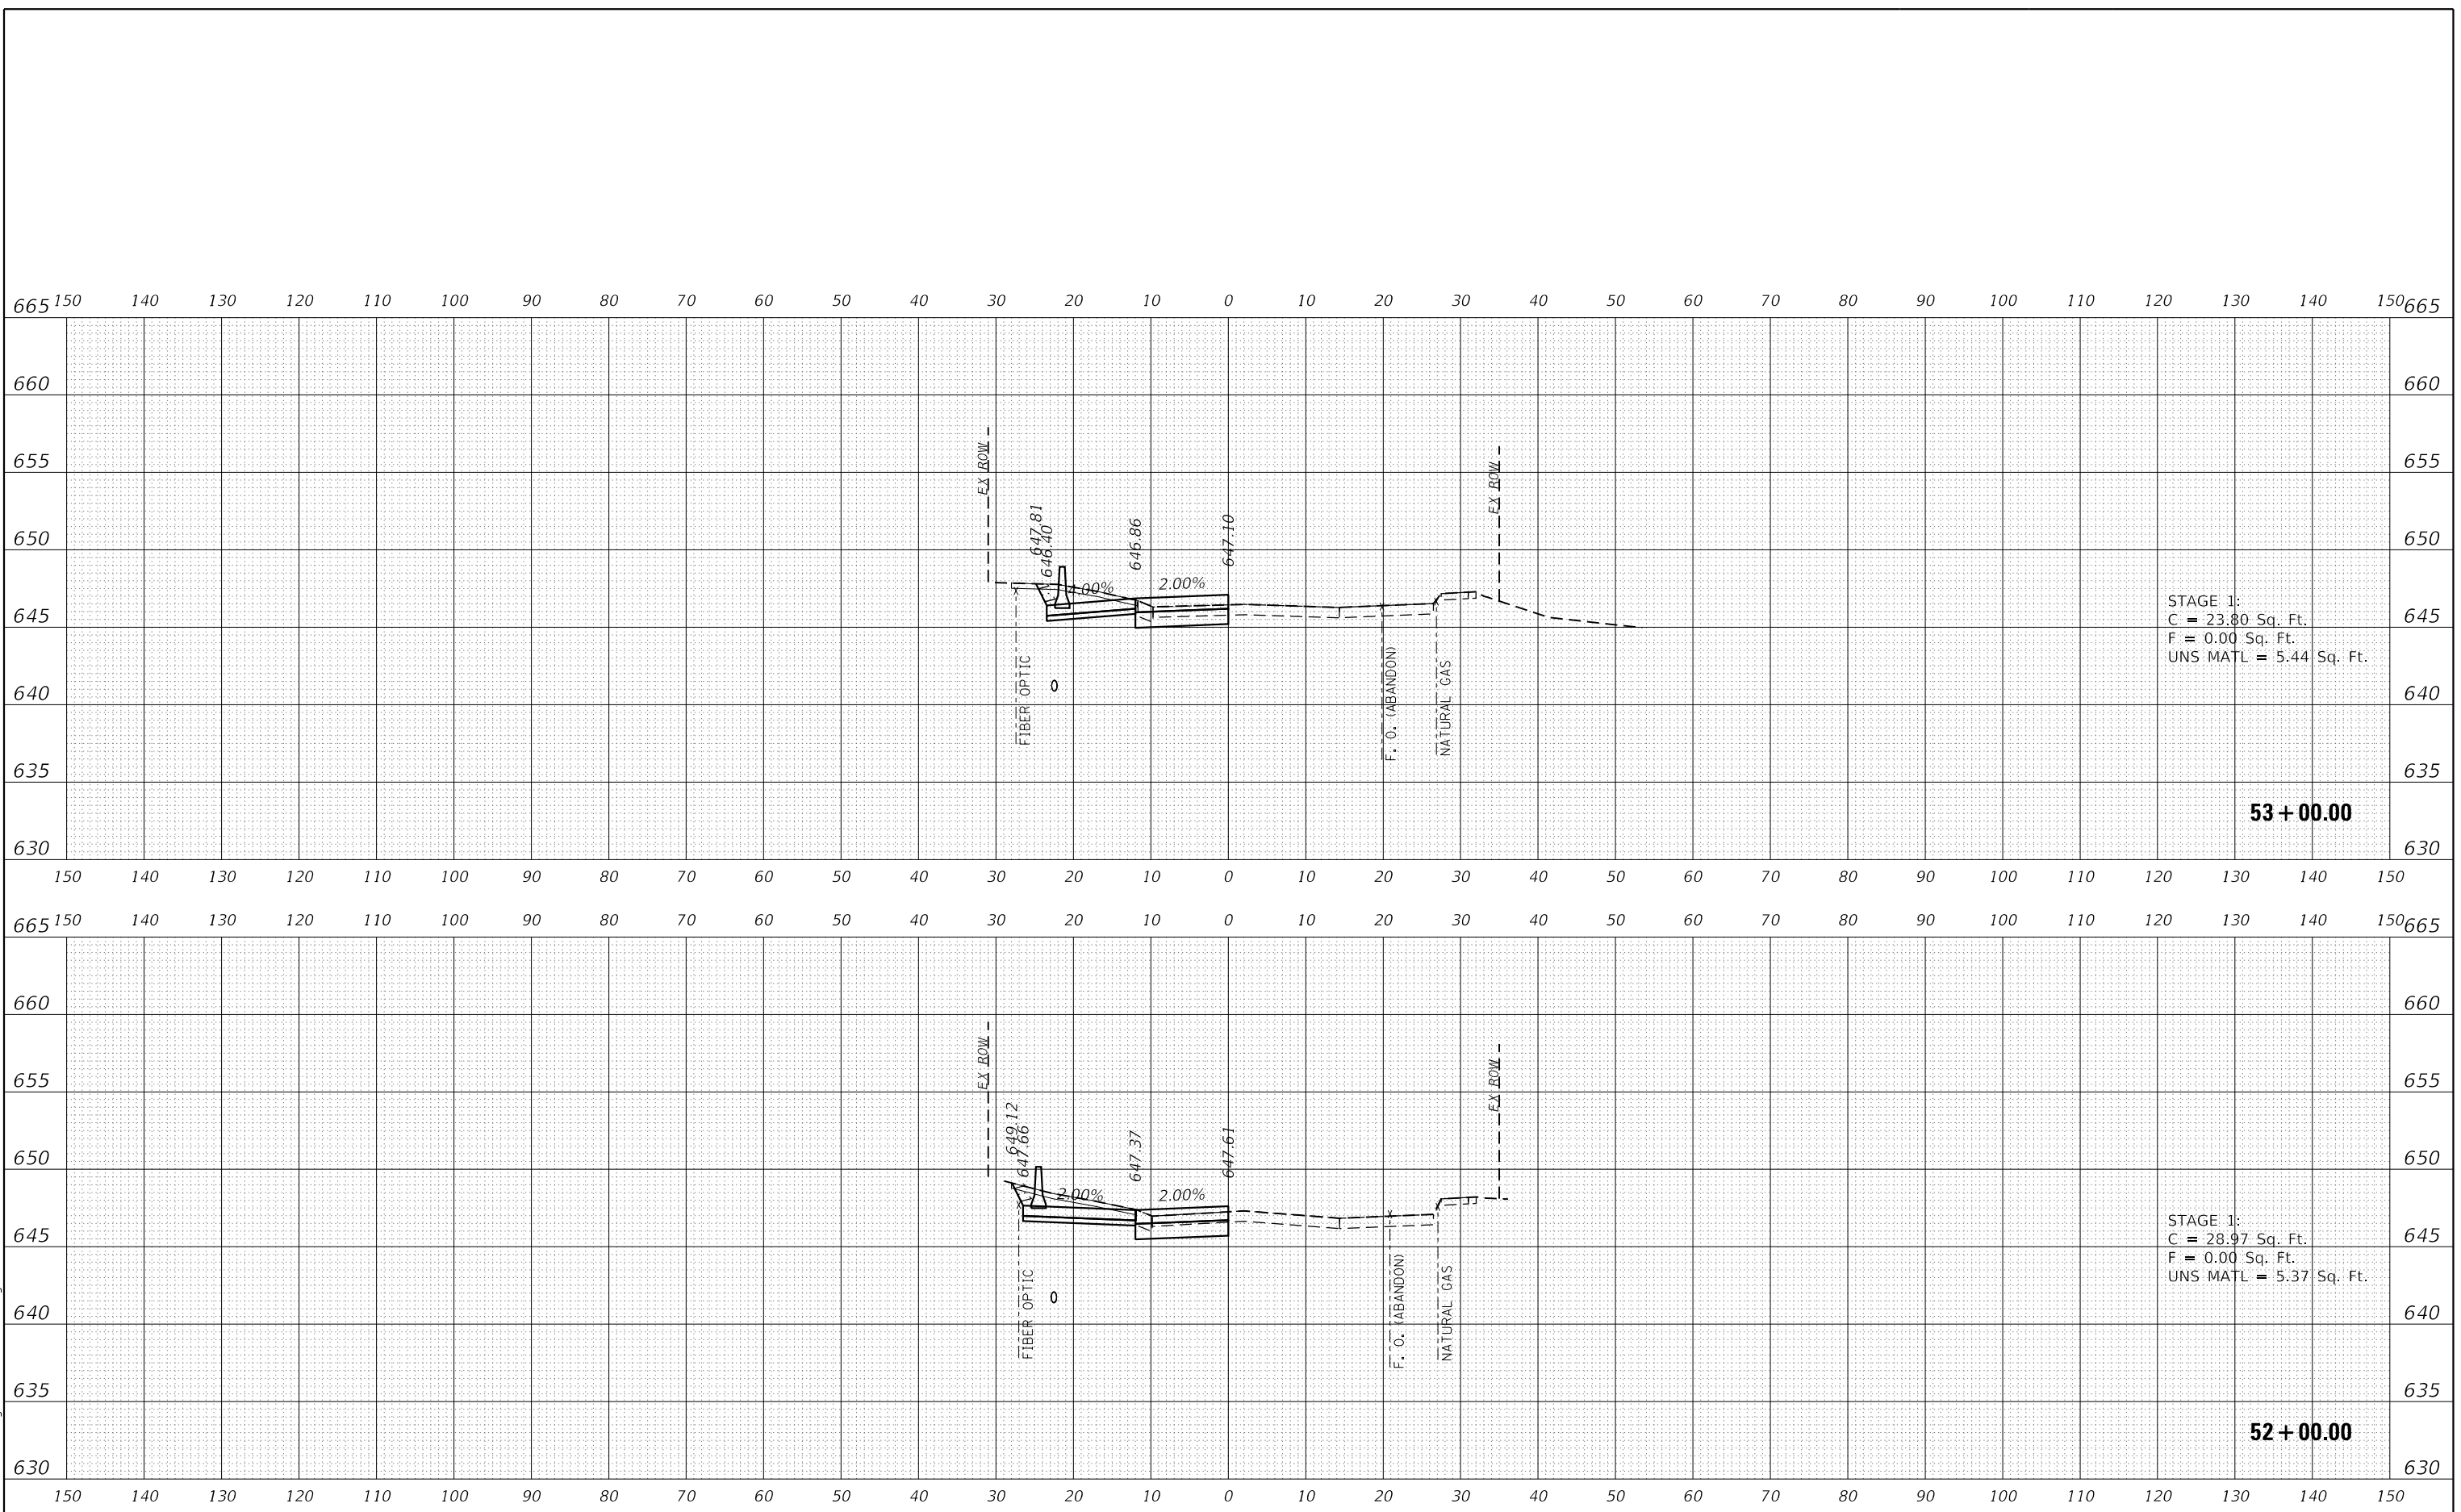 150 140 130 120 110 100 90 80 70 60 50 40 30 20 10 0 10 20 30 40 50 60 70 80 90 100 110 120 130 140 150
665 665
660 660
655 655
650 650
645 645
640 640
635 635
630 630
EX ROW
647.81
646.40
646.86
647.10
EX ROW
4.00%
2.00%
FIBER OPTIC
F. O. (ABANDON)
NATURAL GAS
STAGE 1:
C = 23.80 Sq. Ft.
F = 0.00 Sq. Ft.
UNS MATL = 5.44 Sq. Ft.
53+00.00
150 140 130 120 110 100 90 80 70 60 50 40 30 20 10 0 10 20 30 40 50 60 70 80 90 100 110 120 130 140 150
150 140 130 120 110 100 90 80 70 60 50 40 30 20 10 0 10 20 30 40 50 60 70 80 90 100 110 120 130 140 150
665 665
660 660
655 655
650 650
645 645
640 640
635 635
630 630
EX ROW
649.12
647.66
647.37
647.61
EX ROW
2.00%
2.00%
FIBER OPTIC
F. O. (ABANDON)
NATURAL GAS
STAGE 1:
C = 28.97 Sq. Ft.
F = 0.00 Sq. Ft.
UNS MATL = 5.37 Sq. Ft.
52+00.00
150 140 130 120 110 100 90 80 70 60 50 40 30 20 10 0 10 20 30 40 50 60 70 80 90 100 110 120 130 140 150